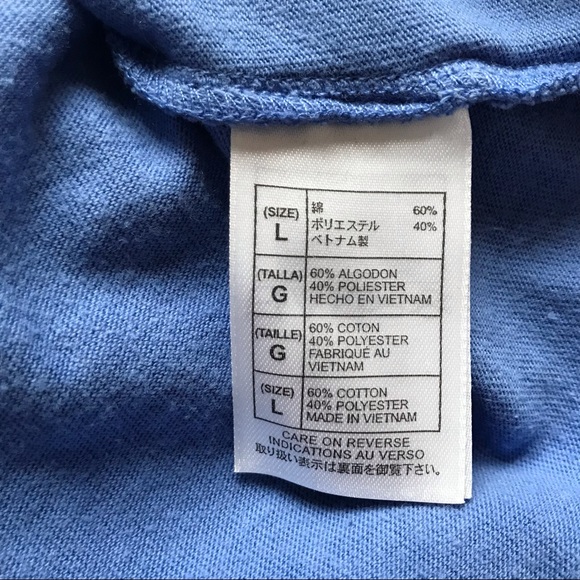 (SIZE) L
綿 60%
ポリエステル 40%
ベトナム製
(TALLA) G
60% ALGODON
40% POLIESTER
HECHO EN VIETNAM
(TAILLE) G
60% COTON
40% POLYESTER
FABRIQUÉ AU
VIETNAM
(SIZE) L
60% COTTON
40% POLYESTER
MADE IN VIETNAM
CARE ON REVERSE
INDICATIONS AU VERSO
取り扱い表示は裏面を御覧下さい。